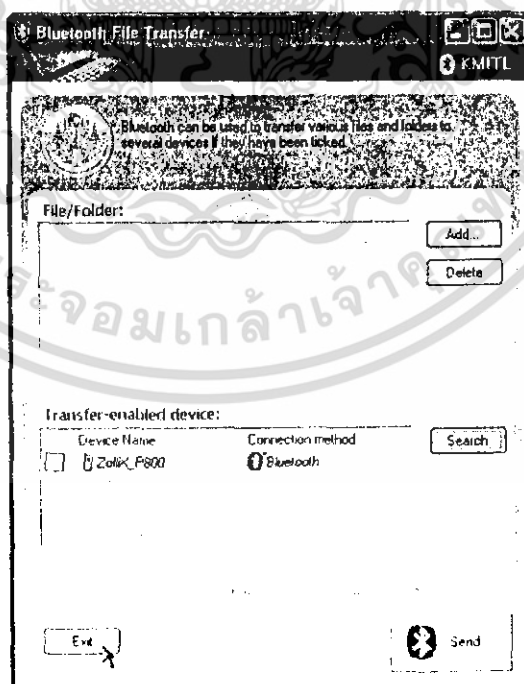 Bluetooth File Transfer
KMITL
Bluetooth can be used to transfer various files and folders to
several devices if they have been ticked.
File/Folder:
Add...
Delete
Transfer-enabled device:
Device Name Connection method
Search
ZolliX_P800 Bluetooth
Exit
Send